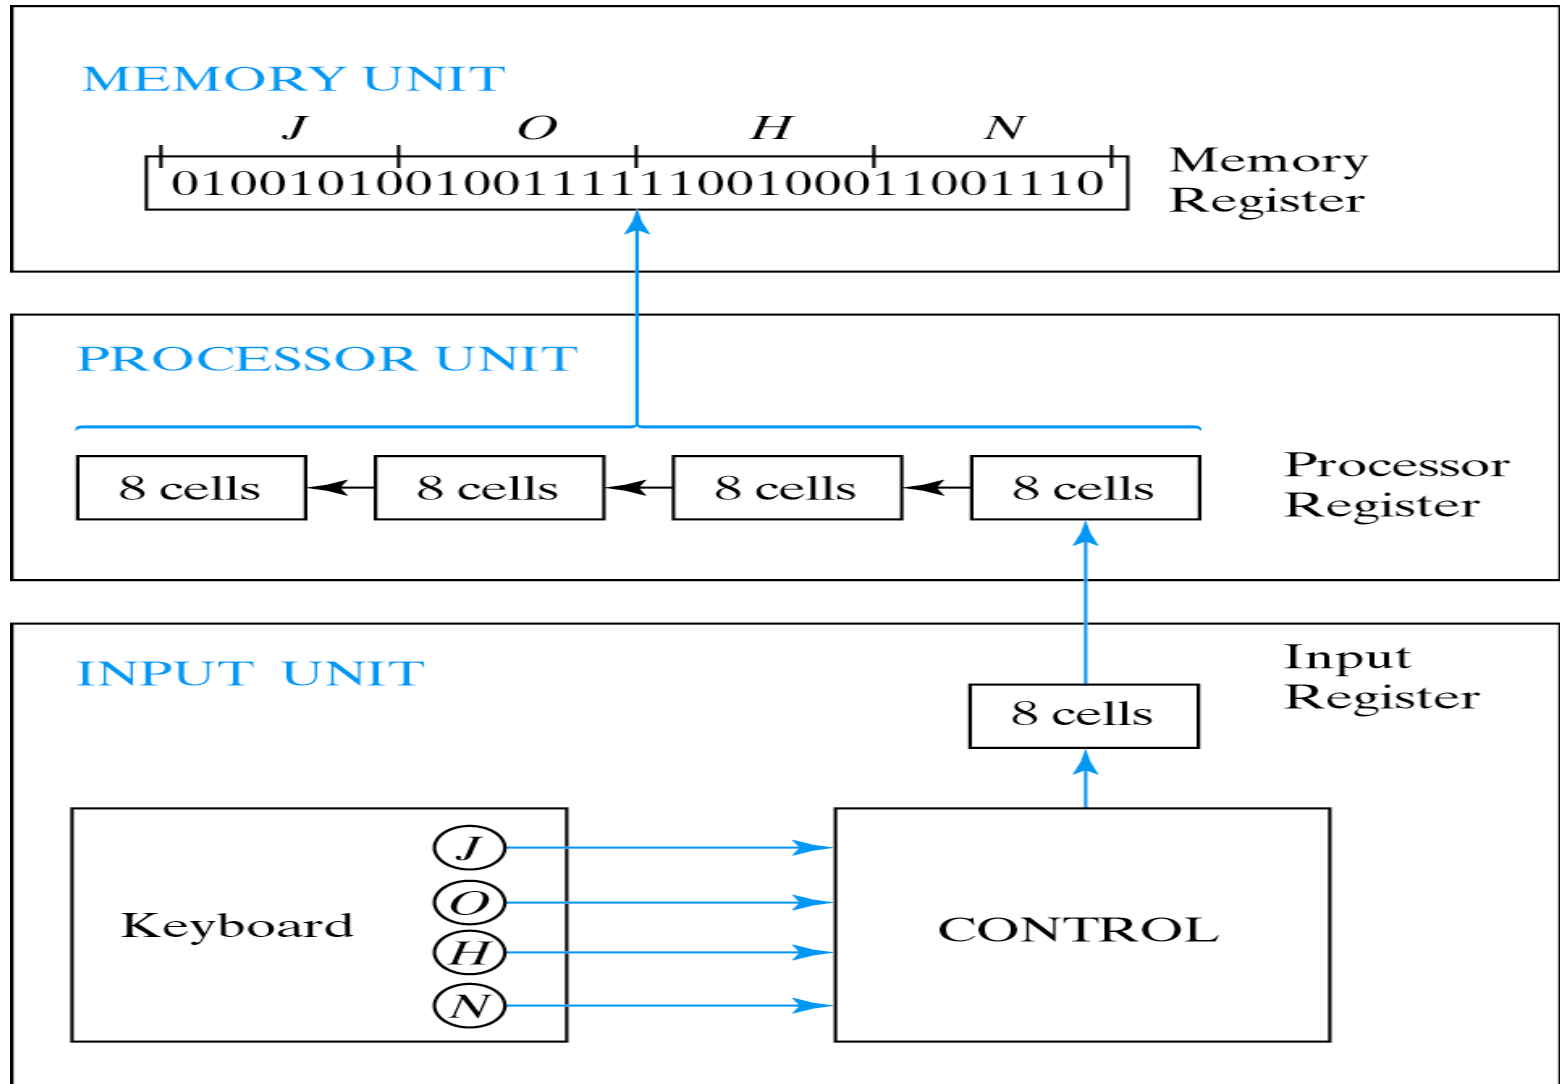 MEMORY UNIT
J O H N
01001010010011111100100011001110
Memory
Register
PROCESSOR UNIT
8 cells 8 cells 8 cells 8 cells
Processor
Register
INPUT UNIT
Input
Register
8 cells
J
O
Keyboard
CONTROL
H
N